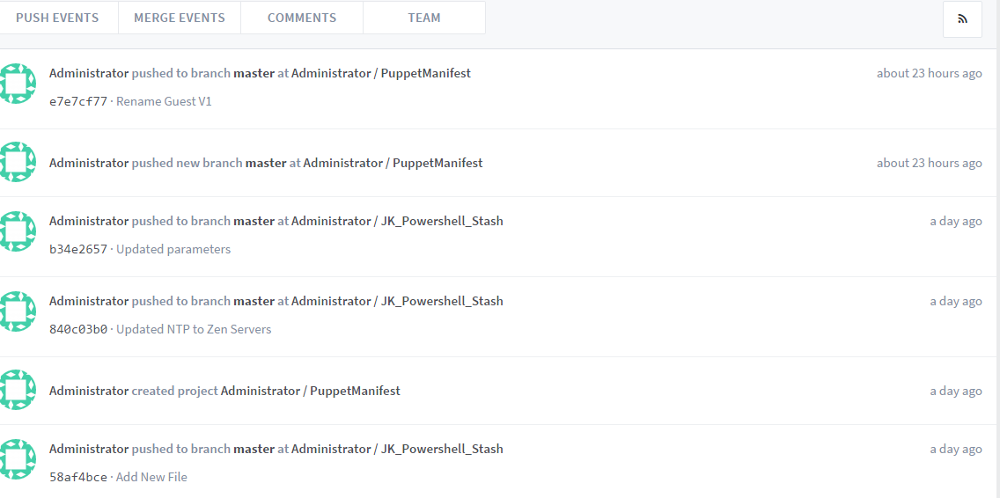 PUSH EVENTS MERGE EVENTS COMMENTS TEAM
Administrator pushed to branch master at Administrator / PuppetManifest about 23 hours ago
e7e7cf77 · Rename Guest V1
Administrator pushed new branch master at Administrator / PuppetManifest about 23 hours ago
Administrator pushed to branch master at Administrator / JK_Powershell_Stash a day ago
b34e2657 · Updated parameters
Administrator pushed to branch master at Administrator / JK_Powershell_Stash a day ago
840c03b0 · Updated NTP to Zen Servers
Administrator created project Administrator / PuppetManifest a day ago
Administrator pushed to branch master at Administrator / JK_Powershell_Stash a day ago
58af4bce · Add New File